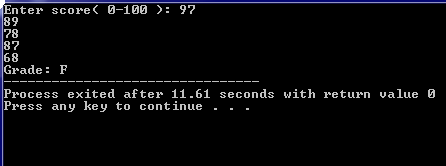 Enter score( 0-100 ): 97
89
78
87
68
Grade: F
--------------------------------
Process exited after 11.61 seconds with return value 0
Press any key to continue . . .